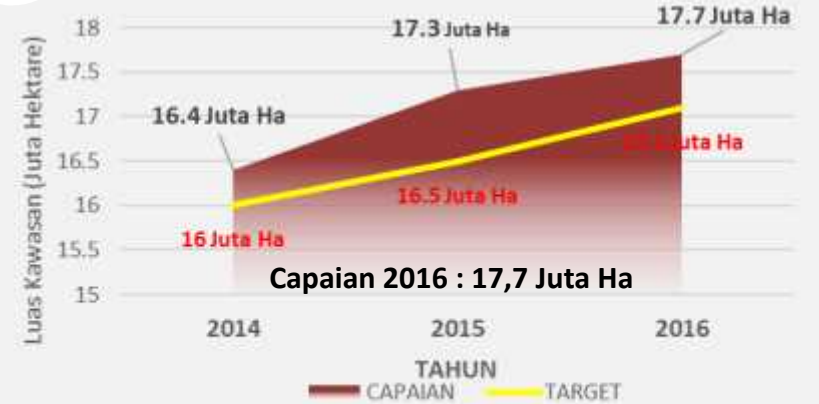 Luas Kawasan (Juta Hektare)
18
17.5
17
16.5
16
15.5
15
16.4 Juta Ha
17.3 Juta Ha
17.7 Juta Ha
16 Juta Ha
16.5 Juta Ha
Juta Ha
Capaian 2016 : 17,7 Juta Ha
2014 2015 2016
TAHUN
CAPAIAN TARGET